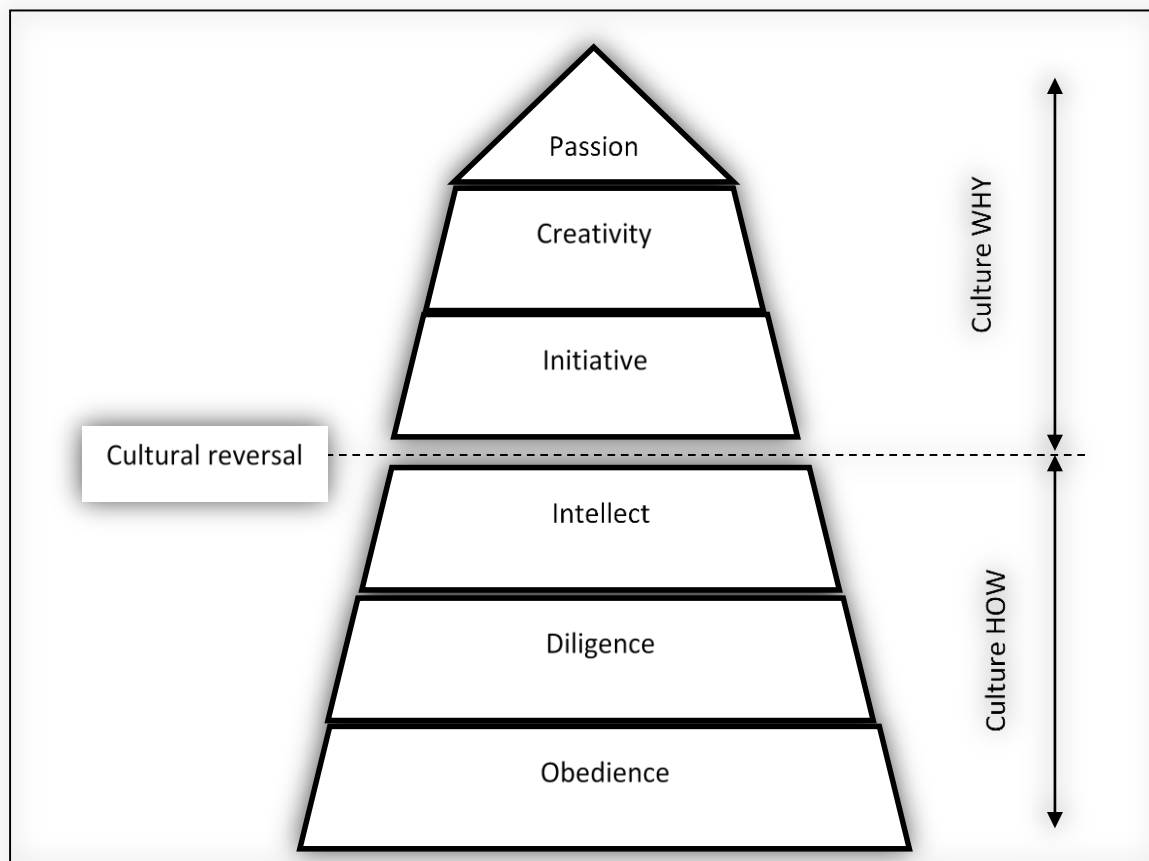 Passion
Creativity
Culture WHY
Initiative
Cultural reversal
Intellect
Culture HOW
Diligence
Obedience